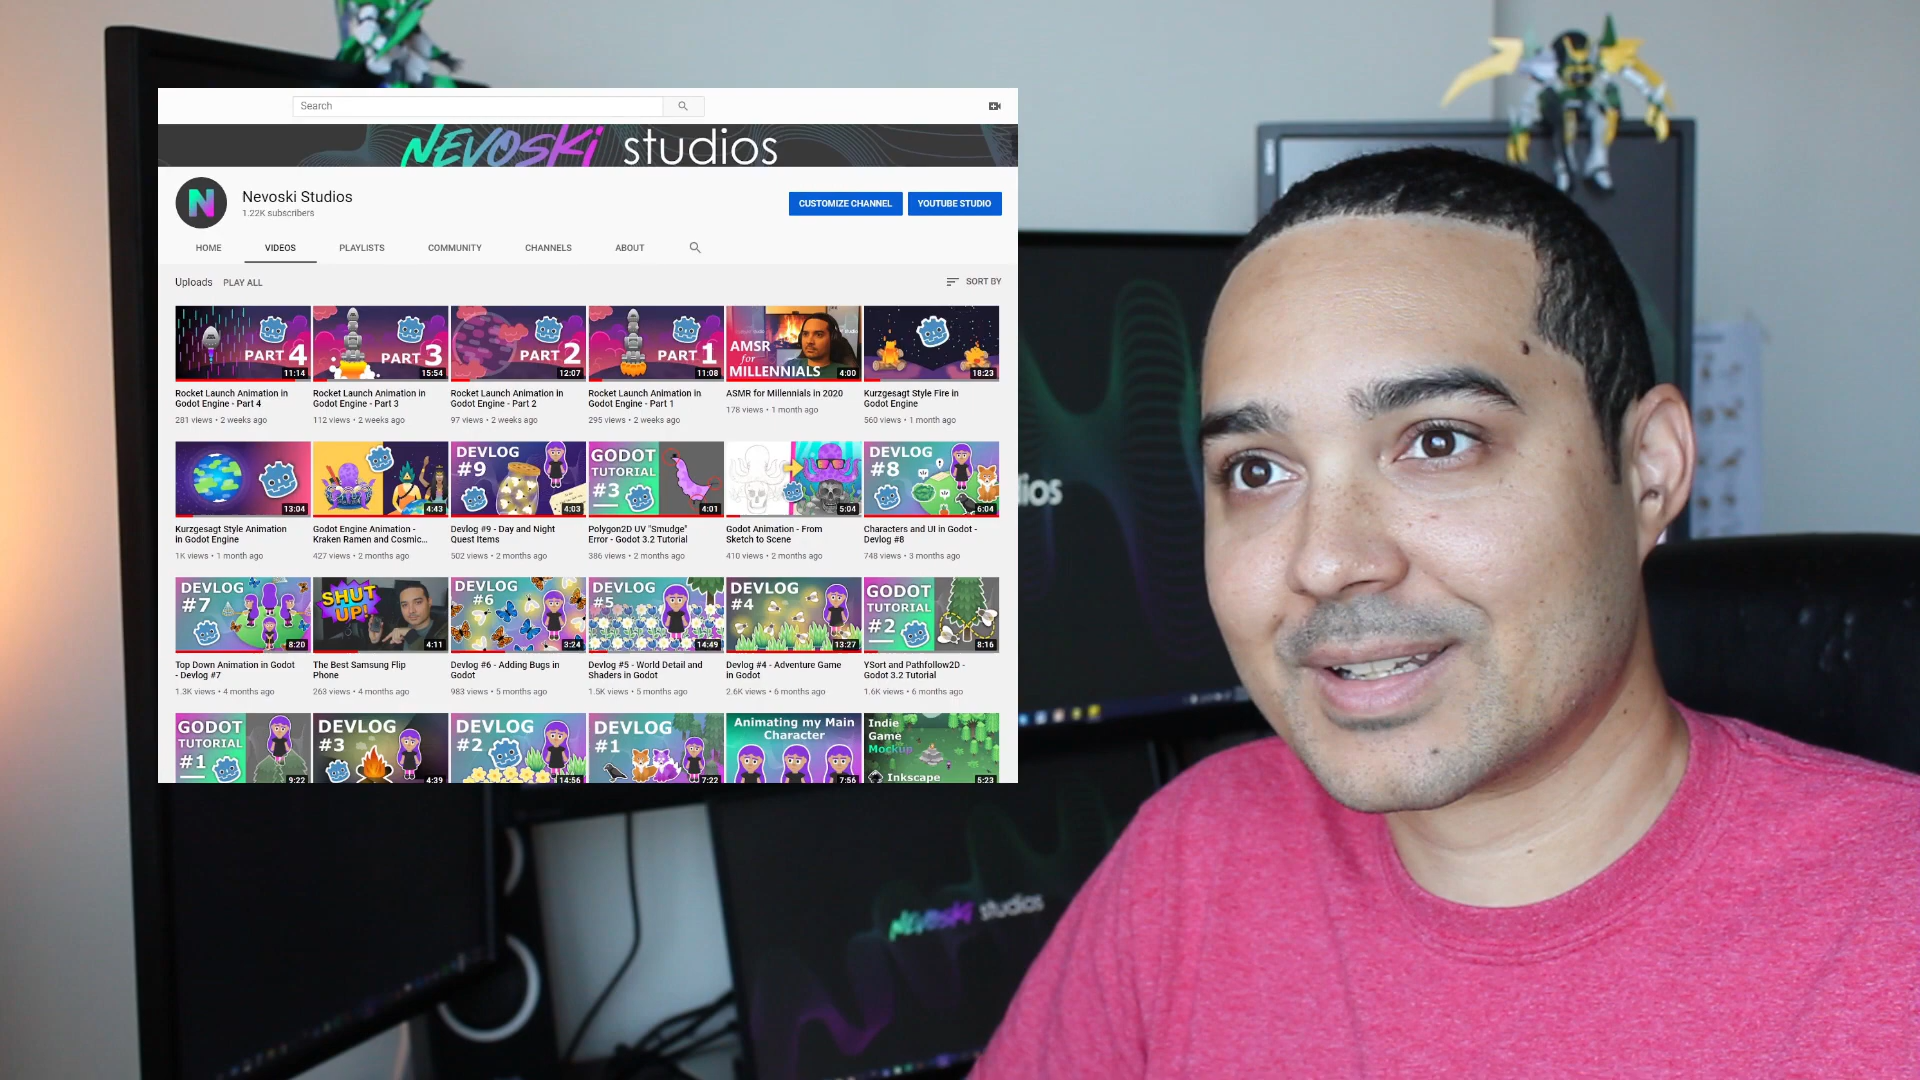 Search
NEVOSKI studios
N
Nevoski Studios
1.22K subscribers
CUSTOMIZE CHANNEL
YOUTUBE STUDIO
HOME
VIDEOS
PLAYLISTS
COMMUNITY
CHANNELS
ABOUT
Uploads
PLAY ALL
SORT BY
PART 4
11:14
Rocket Launch Animation in
Godot Engine - Part 4
281 views • 2 weeks ago
PART 3
15:54
Rocket Launch Animation in
Godot Engine - Part 3
112 views • 2 weeks ago
PART 2
12:07
Rocket Launch Animation in
Godot Engine - Part 2
97 views • 2 weeks ago
PART 1
11:08
Rocket Launch Animation in
Godot Engine - Part 1
295 views • 2 weeks ago
AMSR
for
MILLENNIALS
4:00
ASMR for Millennials in 2020
178 views • 1 month ago
18:23
Kurzgesagt Style Fire in
Godot Engine
560 views • 1 month ago
13:04
Kurzgesagt Style Animation
in Godot Engine
1K views • 1 month ago
4:43
Godot Engine Animation -
Kraken Ramen and Cosmic...
427 views • 2 months ago
DEVLOG
#9
4:03
Devlog #9 - Day and Night
Quest Items
502 views • 2 months ago
GODOT
TUTORIAL
#3
4:01
Polygon2D UV "Smudge"
Error - Godot 3.2 Tutorial
386 views • 2 months ago
5:04
Godot Animation - From
Sketch to Scene
410 views • 2 months ago
DEVLOG
#8
6:04
Characters and UI in Godot -
Devlog #8
748 views • 3 months ago
DEVLOG
#7
8:20
Top Down Animation in Godot
- Devlog #7
1.3K views • 4 months ago
SHUT
UP!
4:11
The Best Samsung Flip
Phone
263 views • 4 months ago
DEVLOG
#6
3:24
Devlog #6 - Adding Bugs in
Godot
983 views • 5 months ago
DEVLOG
#5
14:49
Devlog #5 - World Detail and
Shaders in Godot
1.5K views • 5 months ago
DEVLOG
#4
13:27
Devlog #4 - Adventure Game
in Godot
2.6K views • 6 months ago
GODOT
TUTORIAL
#2
8:16
YSort and Pathfollow2D -
Godot 3.2 Tutorial
1.6K views • 6 months ago
GODOT
TUTORIAL
#1
9:22
DEVLOG
#3
4:39
DEVLOG
#2
14:56
DEVLOG
#1
7:22
Animating my Main
Character
7:56
Indie
Game
Mockup
Inkscape
5:23
dios
NEVOSKI studios